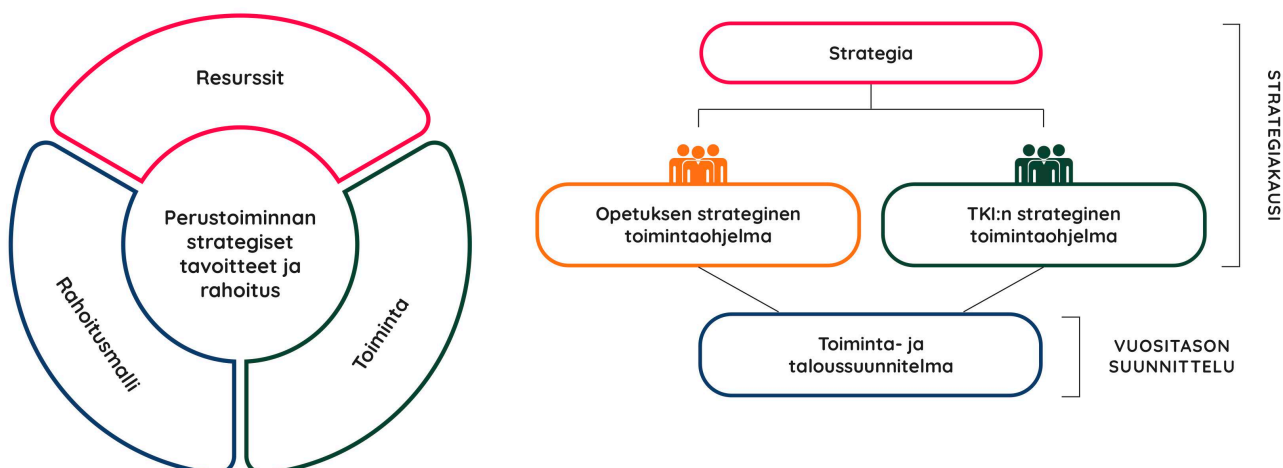 Resurssit
Perustoiminnan
strategiset
tavoitteet ja
rahoitus
Rahoitusmalli
Toiminta
Strategia
Opetuksen strateginen
toimintaohjelma
TKI:n strateginen
toimintaohjelma
Toiminta- ja
taloussuunnitelma
STRATEGIAKAUSI
VUOSITASON
SUUNNITTELU